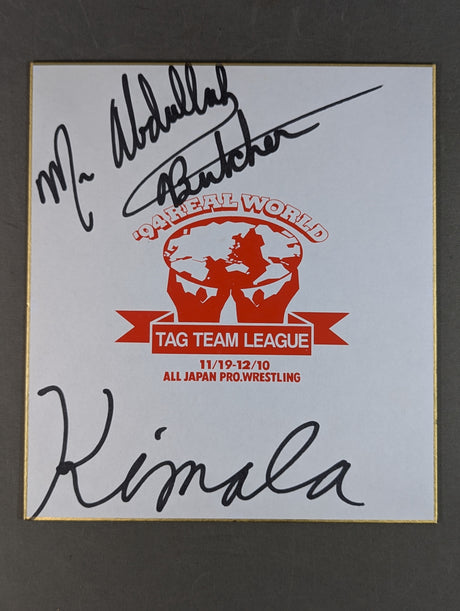 Mr Abdullah
Butcher
'94 REAL WORLD
TAG TEAM LEAGUE
11/19-12/10
ALL JAPAN PRO.WRESTLING
Kimala